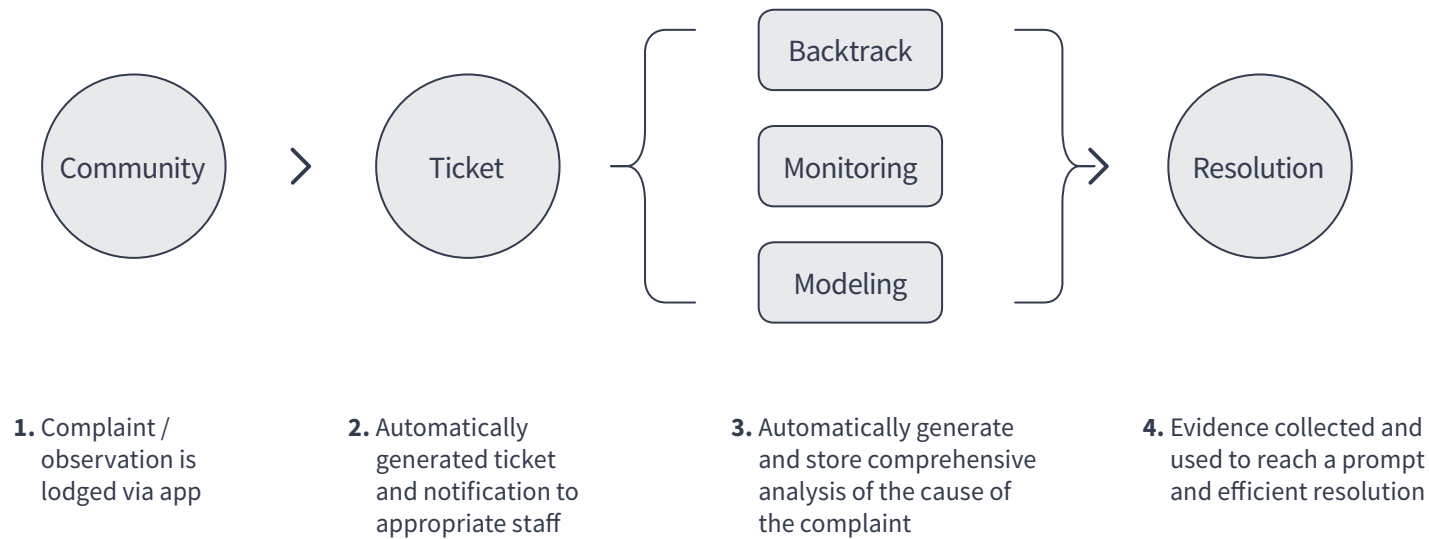 Community
Ticket
Backtrack
Monitoring
Modeling
Resolution
1. Complaint /
observation is
lodged via app
2. Automatically
generated ticket
and notification to
appropriate staff
3. Automatically generate
and store comprehensive
analysis of the cause of
the complaint
4. Evidence collected and
used to reach a prompt
and efficient resolution